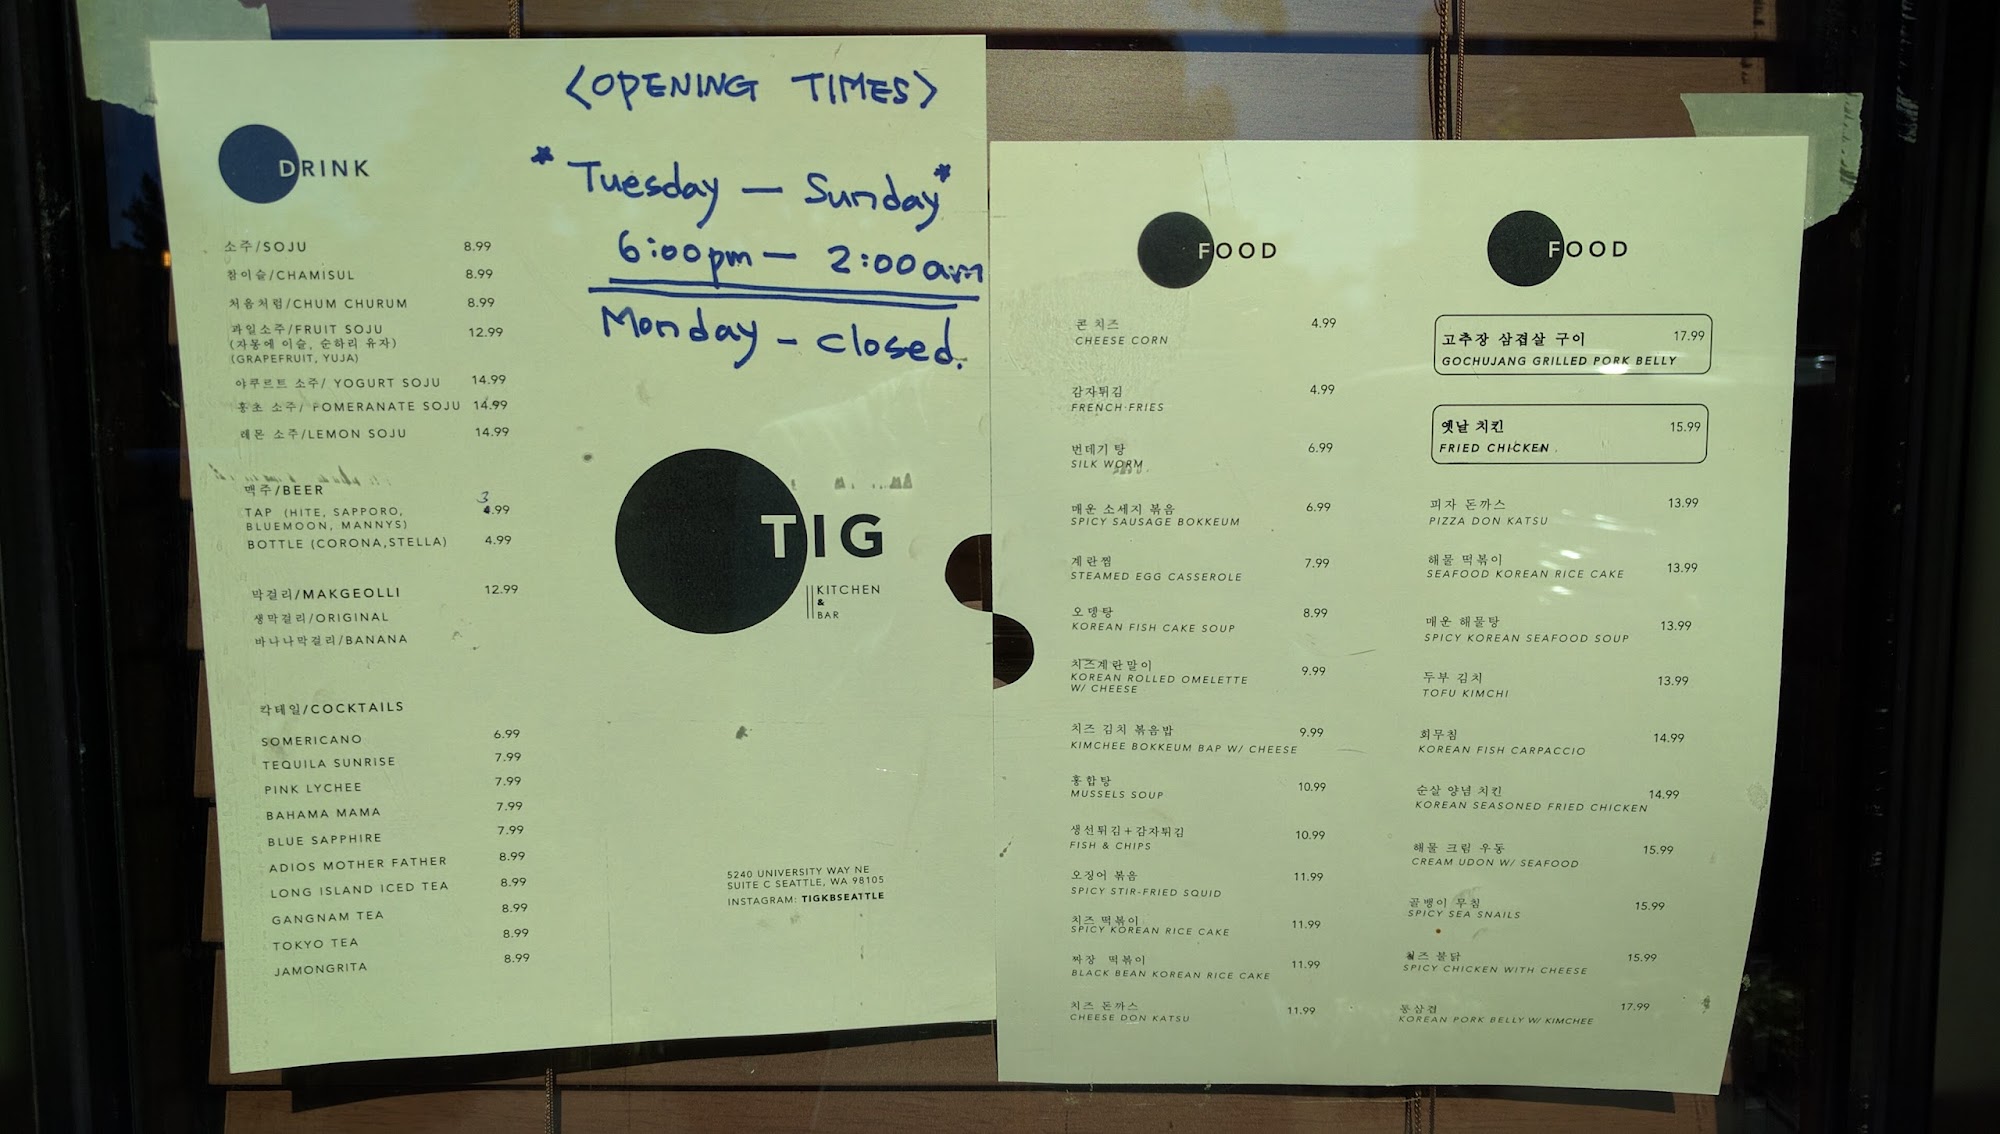 <OPENING TIMES>
*Tuesday — Sunday*
6:00pm — 2:00am
Monday - closed.
DRINK
소주/SOJU 8.99
참이슬/CHAMISUL 8.99
처음처럼/CHUM CHURUM 8.99
과일소주/FRUIT SOJU 12.99
(자몽에 이슬, 순하리 유자)
(GRAPEFRUIT, YUJA)
야쿠르트 소주/ YOGURT SOJU 14.99
홍초 소주/ POMERANATE SOJU 14.99
레몬 소주/LEMON SOJU 14.99
맥주/BEER
TAP (HITE, SAPPORO, 3.99
BLUEMOON, MANNYS)
BOTTLE (CORONA,STELLA) 4.99
막걸리/MAKGEOLLI 12.99
생막걸리/ORIGINAL
바나나막걸리/BANANA
칵테일/COCKTAILS
SOMERICANO 6.99
TEQUILA SUNRISE 7.99
PINK LYCHEE 7.99
BAHAMA MAMA 7.99
BLUE SAPPHIRE 7.99
ADIOS MOTHER FATHER 8.99
LONG ISLAND ICED TEA 8.99
GANGNAM TEA 8.99
TOKYO TEA 8.99
JAMONGRITA 8.99
TIG
KITCHEN
&
BAR
5240 UNIVERSITY WAY NE
SUITE C SEATTLE, WA 98105
INSTAGRAM: TIGKBSEATTLE
FOOD
콘 치즈 4.99
CHEESE CORN
감자튀김 4.99
FRENCH-FRIES
번데기 탕 6.99
SILK WORM
매운 소세지 볶음 6.99
SPICY SAUSAGE BOKKEUM
계란찜 7.99
STEAMED EGG CASSEROLE
오뎅탕 8.99
KOREAN FISH CAKE SOUP
치즈계란말이 9.99
KOREAN ROLLED OMELETTE
W/ CHEESE
치즈 김치 볶음밥 9.99
KIMCHEE BOKKEUM BAP W/ CHEESE
홍합탕 10.99
MUSSELS SOUP
생선튀김+감자튀김 10.99
FISH & CHIPS
오징어 볶음 11.99
SPICY STIR-FRIED SQUID
치즈 떡볶이 11.99
SPICY KOREAN RICE CAKE
짜장 떡볶이 11.99
BLACK BEAN KOREAN RICE CAKE
치즈 돈까스 11.99
CHEESE DON KATSU
FOOD
고추장 삼겹살 구이 17.99
GOCHUJANG GRILLED PORK BELLY
옛날 치킨 15.99
FRIED CHICKEN
피자 돈까스 13.99
PIZZA DON KATSU
해물 떡볶이 13.99
SEAFOOD KOREAN RICE CAKE
매운 해물탕 13.99
SPICY KOREAN SEAFOOD SOUP
두부 김치 13.99
TOFU KIMCHI
회무침 14.99
KOREAN FISH CARPACCIO
순살 양념 치킨 14.99
KOREAN SEASONED FRIED CHICKEN
해물 크림 우동 15.99
CREAM UDON W/ SEAFOOD
골뱅이 무침 15.99
SPICY SEA SNAILS
치즈 불닭 15.99
SPICY CHICKEN WITH CHEESE
통삼겹 17.99
KOREAN PORK BELLY W/ KIMCHEE